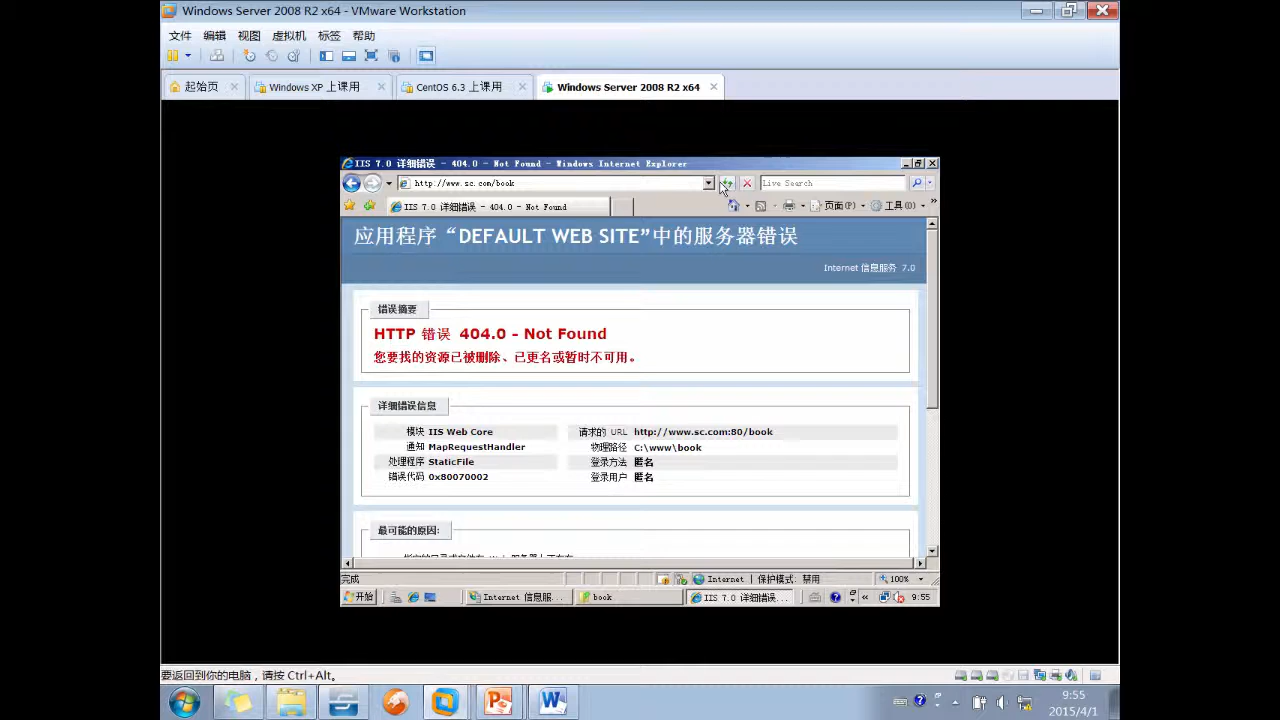 Windows Server 2008 R2 x64 - VMware Workstation
文件 编辑 视图 虚拟机 标签 帮助
起始页 Windows XP 上课用 CentOS 6.3 上课用 Windows Server 2008 R2 x64
IIS 7.0 详细错误 - 404.0 - Not Found - Windows Internet Explorer
http://www.sc.com/book Live Search
IIS 7.0 详细错误 - 404.0 - Not Found 页面(P) 工具(O)
应用程序“DEFAULT WEB SITE”中的服务器错误
Internet 信息服务 7.0
错误摘要
HTTP 错误 404.0 - Not Found
您要找的资源已被删除、已更名或暂时不可用。
详细错误信息
模块 IIS Web Core 请求的 URL http://www.sc.com:80/book
通知 MapRequestHandler 物理路径 C:\www\book
处理程序 StaticFile 登录方法 匿名
错误代码 0x80070002 登录用户 匿名
最可能的原因:
完成 Internet | 保护模式: 禁用 100%
开始 Internet 信息服... book IIS 7.0 详细错误... 9:55
要返回到你的电脑，请按 Ctrl+Alt。
9:55
2015/4/1